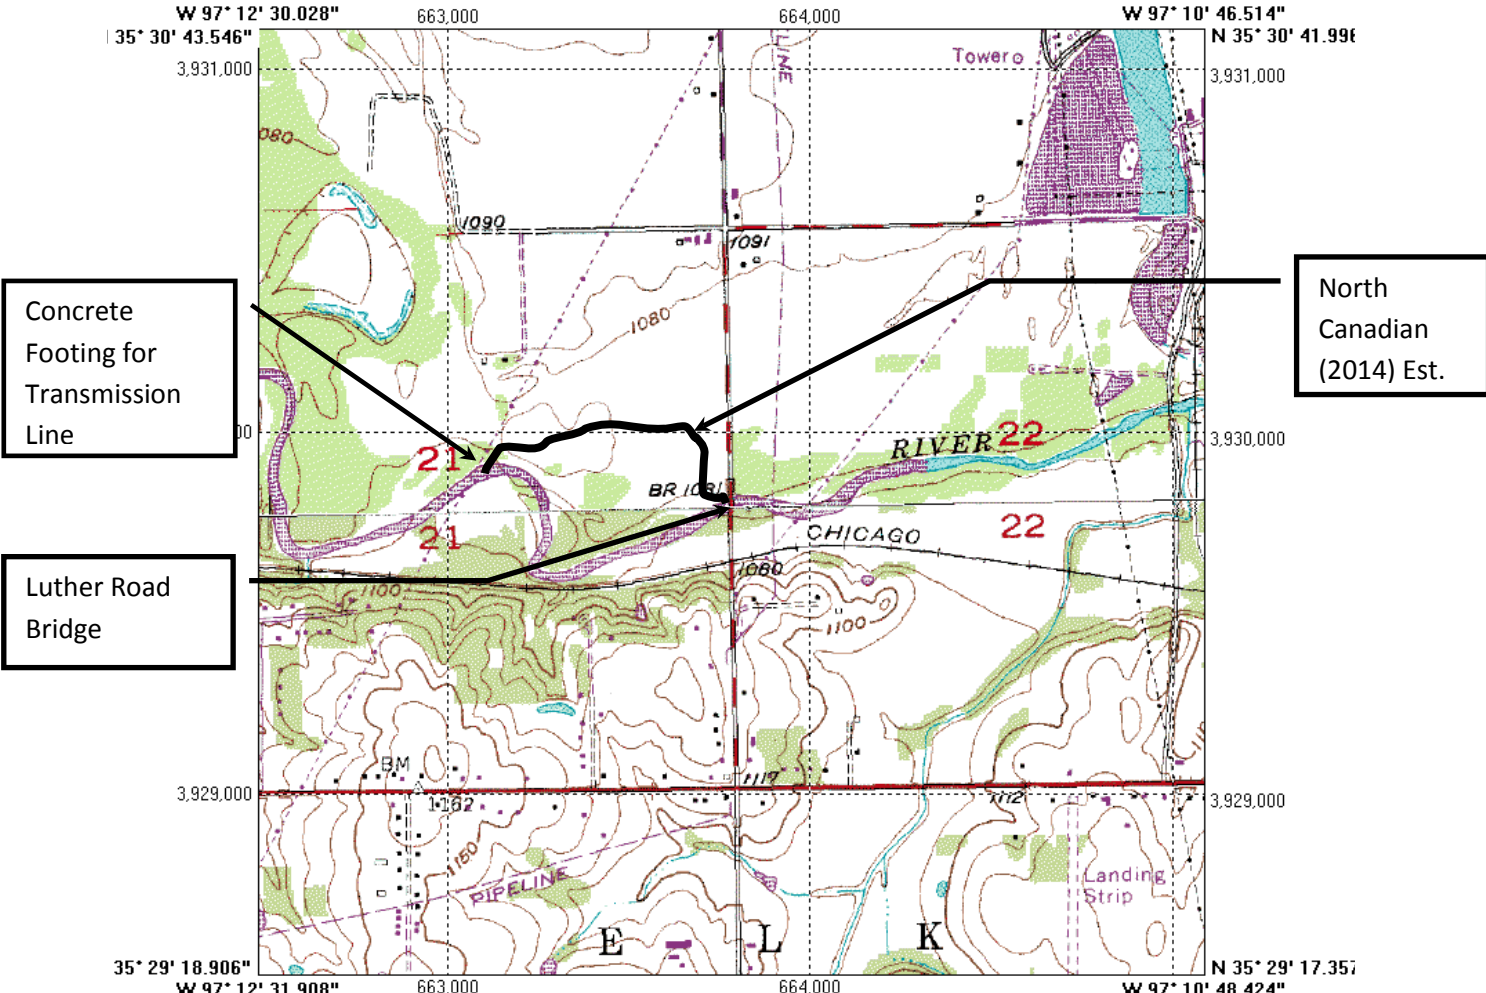 W 97° 12' 30.028"
663,000
664,000
W 97° 10' 46.514"
35° 30' 43.546"
N 35° 30' 41.996
3,931,000
3,931,000
Tower
LINE
1080
1090
1091
1080
Concrete
Footing for
Transmission
Line
North
Canadian
(2014) Est.
00
3,930,000
21
RIVER
22
BR 1081
21
22
CHICAGO
1080
Luther Road
Bridge
1100
1100
BM
1117
3,929,000
3,929,000
1162
1112
1150
PIPELINE
Landing
Strip
E L K
35° 29' 18.906"
N 35° 29' 17.357
W 97° 12' 31.908"
663,000
664,000
W 97° 10' 48.424"